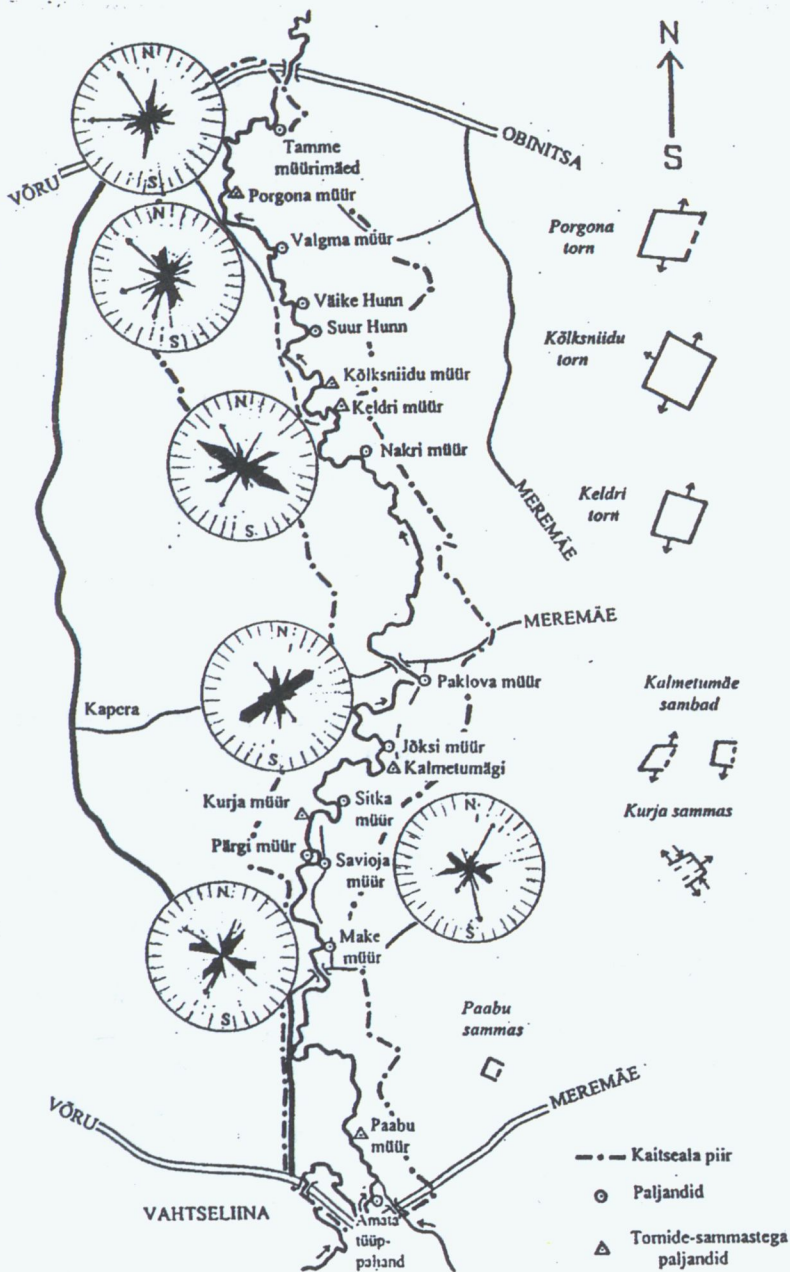 N
S
N
S
VÕRU
OBINITSA
Tamme
müürimäed
Porgona müür
Valgma müür
N
S
Väike Hunn
Suur Hunn
Kõlksniidu müür
Keldri müür
Nakri müür
N
S
MEREMÄE
Porgona
torn
Kõlksniidu
torn
Keldri
torn
MEREMÄE
N
S
Kapera
Paklova müür
Jõksi müür
Kalmetumägi
Kurja müür
Sitka
müür
Pärgi müür
Savioja
müür
N
S
Make
müür
N
S
Kalmetumäe
sambad
Kurja sammas
Paabu
sammas
VÕRU
MEREMÄE
Paabu
müür
VAHTSELIINA
Amata
tüüp-
Kaitseala piir
Paljandid
Tornide-sammastega
paljandid